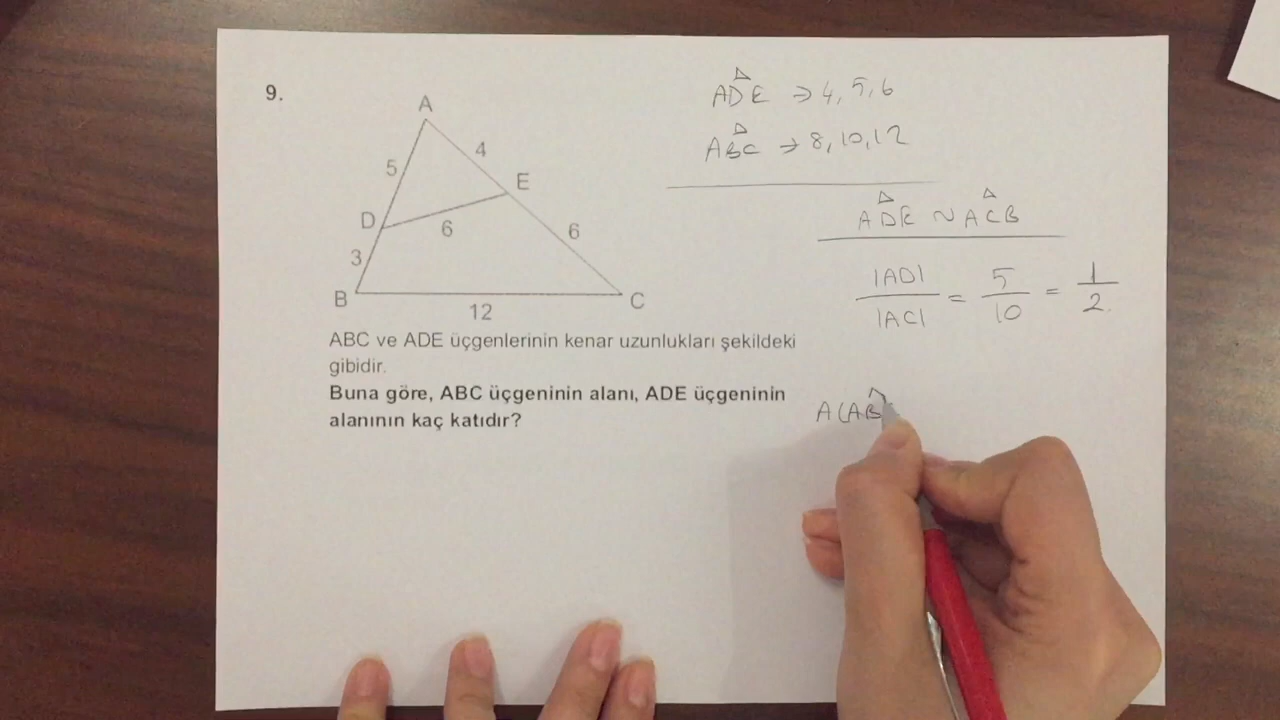 9.
A
5
4
E
D
6
6
3
B
12
C
ABC ve ADE üçgenlerinin kenar uzunlukları şekildeki
gibidir.
Buna göre, ABC üçgeninin alanı, ADE üçgeninin
alanının kaç katıdır?
ADE → 4, 5, 6
ABC → 8, 10, 12
ADE ~ ACB
|AD| / |AC| = 5/10 = 1/2
A(AB